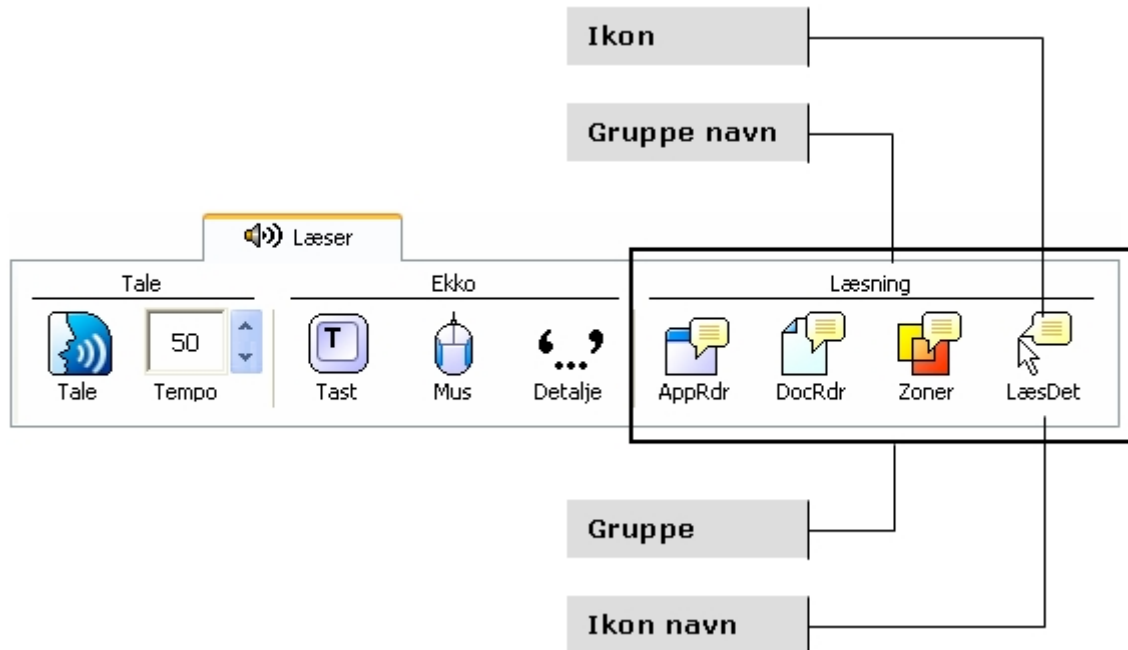 Ikon
Gruppe navn
Læser
Tale Ekko Læsning
50
Tale Tempo Tast Mus Detalje AppRdr DocRdr Zoner LæsDet
Gruppe
Ikon navn